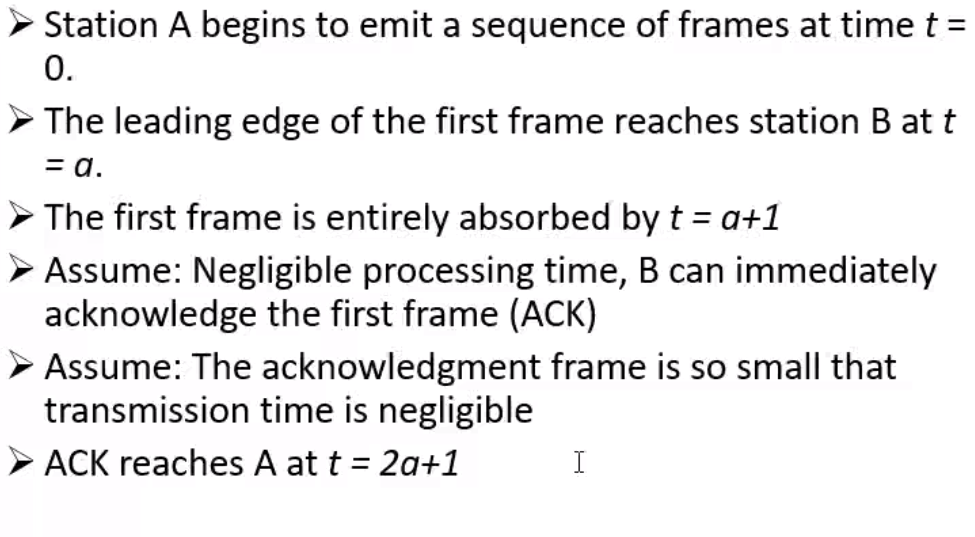 ➢ Station A begins to emit a sequence of frames at time t =
0.
➢ The leading edge of the first frame reaches station B at t
= a.
➢ The first frame is entirely absorbed by t = a+1
➢ Assume: Negligible processing time, B can immediately
acknowledge the first frame (ACK)
➢ Assume: The acknowledgment frame is so small that
transmission time is negligible
➢ ACK reaches A at t = 2a+1